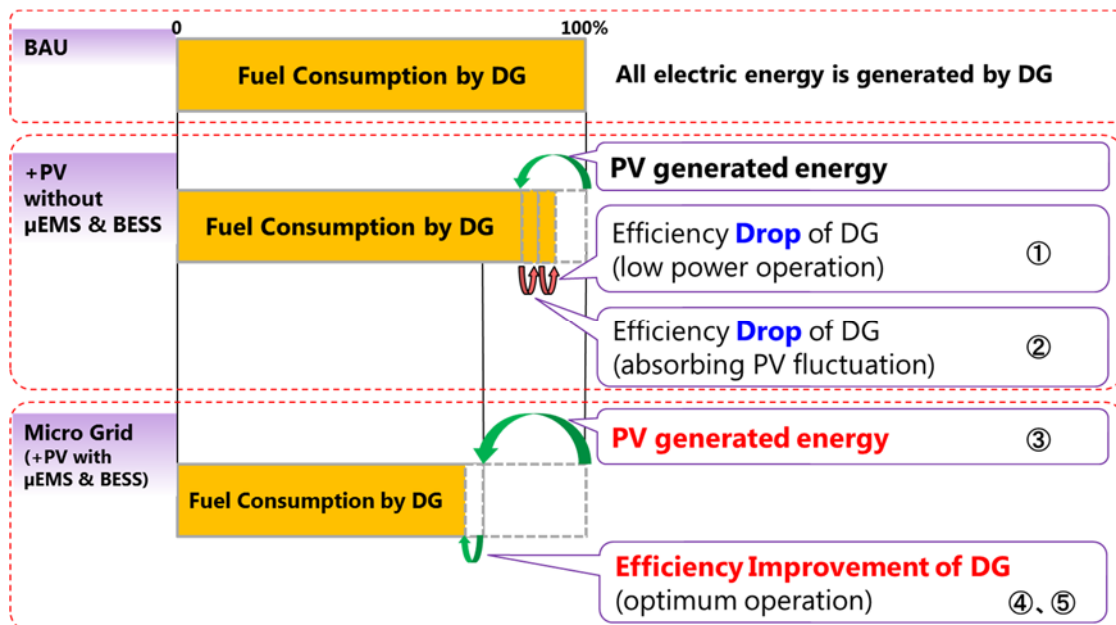 0
100%
BAU
Fuel Consumption by DG
All electric energy is generated by DG
+PV
without
μEMS & BESS
PV generated energy
Fuel Consumption by DG
Efficiency Drop of DG
(low power operation)
①
Efficiency Drop of DG
(absorbing PV fluctuation)
②
Micro Grid
(+PV with
μEMS & BESS)
PV generated energy
③
Fuel Consumption by DG
Efficiency Improvement of DG
(optimum operation)
④、⑤